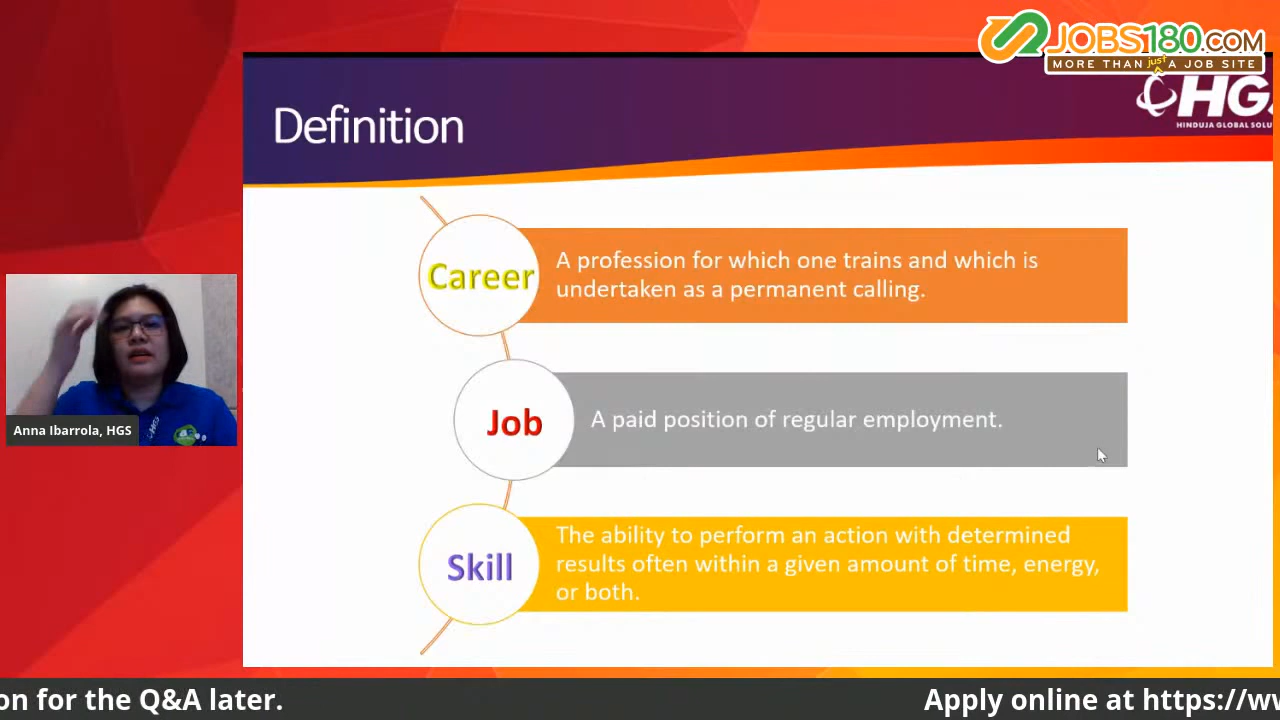 JOBS180.COM
MORE THAN just A JOB SITE
HGS
HINDUJA GLOBAL SOLU
Definition
Career
A profession for which one trains and which is
undertaken as a permanent calling.
Job
A paid position of regular employment.
Skill
The ability to perform an action with determined
results often within a given amount of time, energy,
or both.
Anna Ibarrola, HGS
on for the Q&A later.
Apply online at https://ww